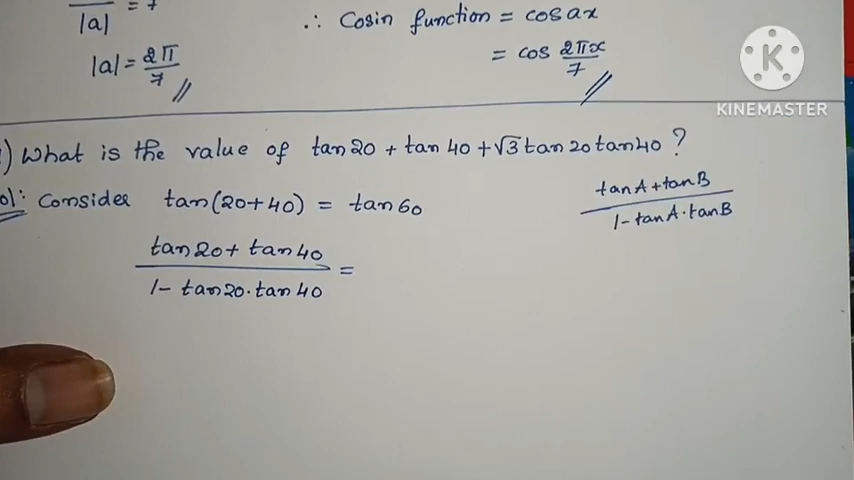 |a| = 7
∴ Cosin function = cos ax
|a| = 2π/7
= cos 2πx/7
KINEMASTER
) What is the value of tan 20 + tan 40 + √3 tan 20 tan 40 ?
ol: Consider tan(20+40) = tan 60
tan A + tan B
1 - tan A · tan B
tan 20 + tan 40
1 - tan 20 · tan 40 =